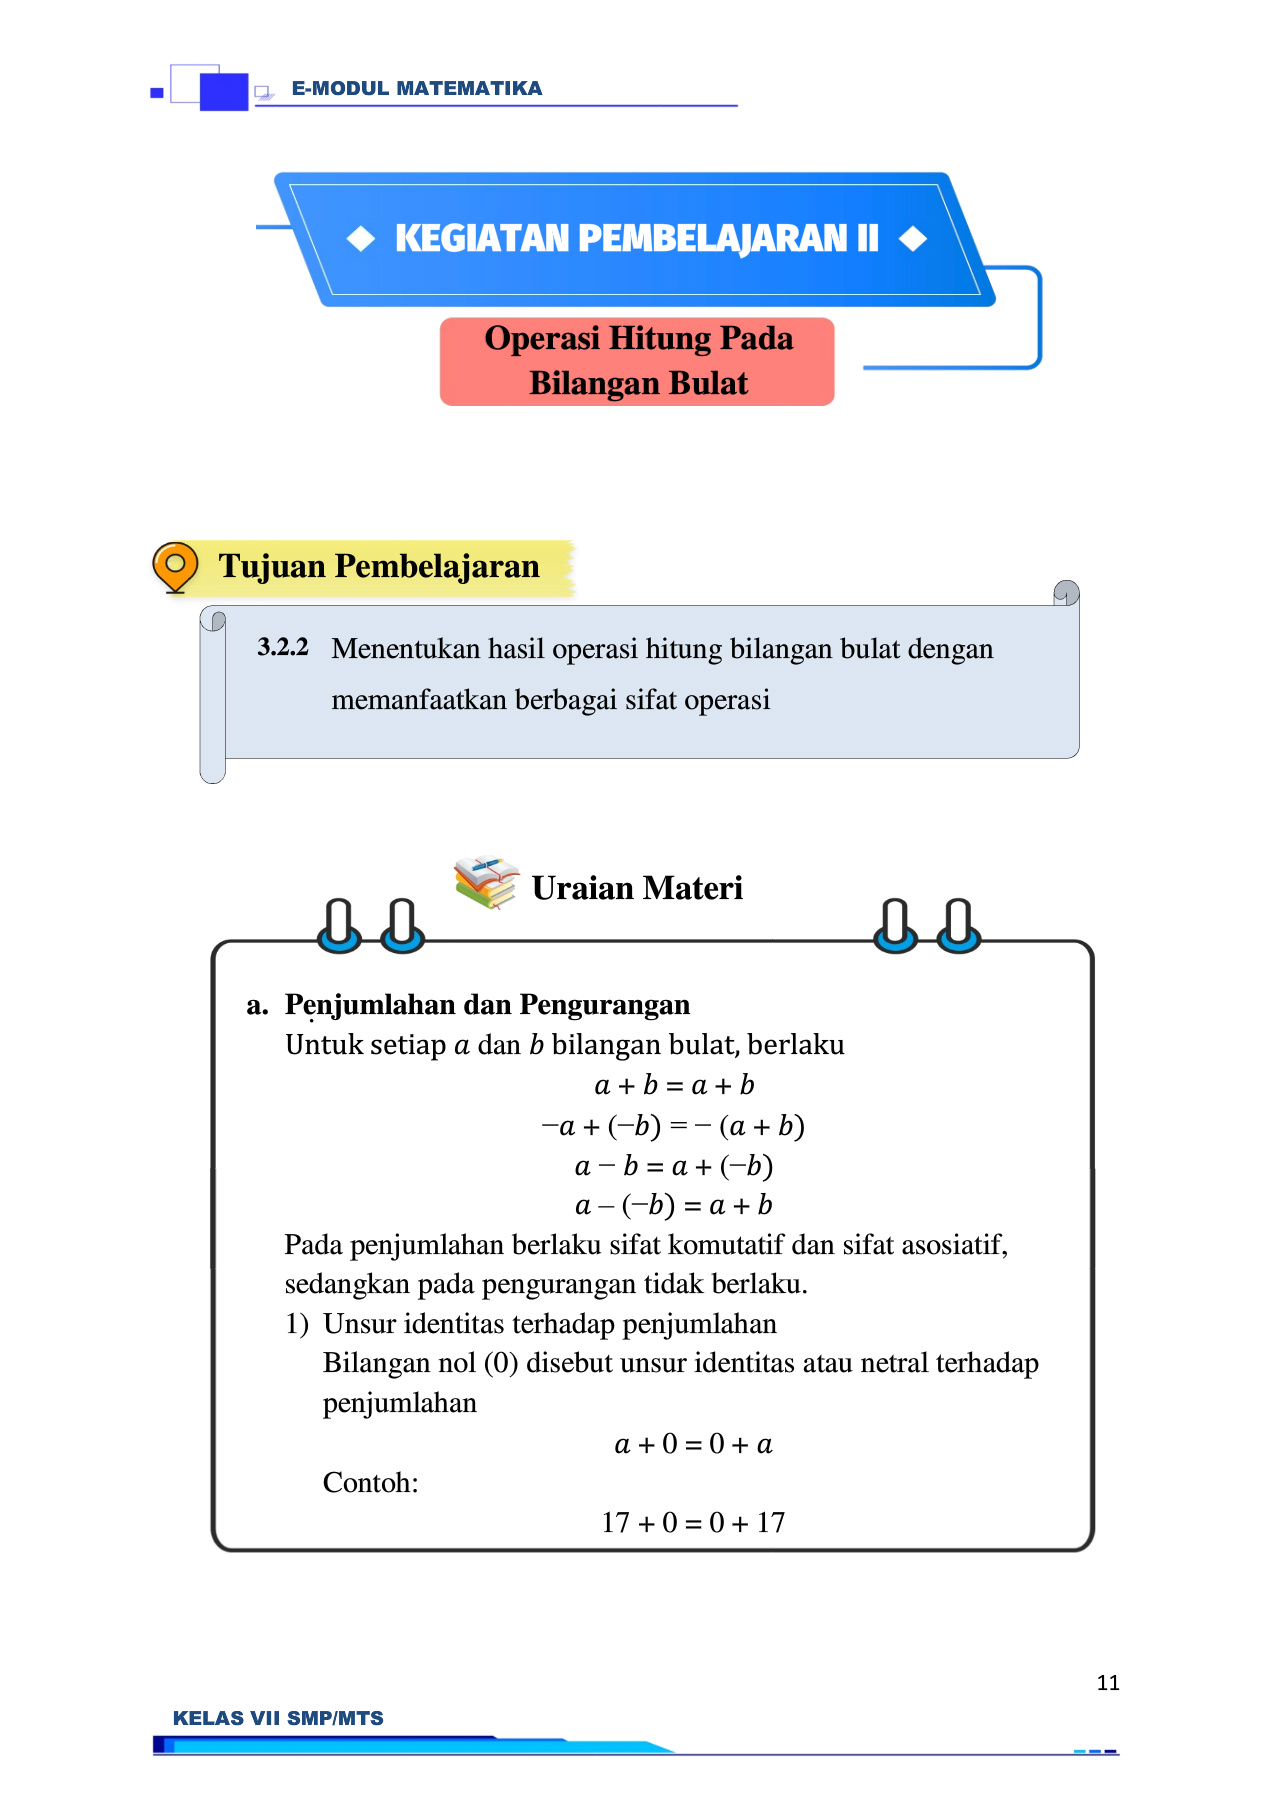 E-MODUL MATEMATIKA
KEGIATAN PEMBELAJARAN II
Operasi Hitung Pada
Bilangan Bulat
Tujuan Pembelajaran
3.2.2 Menentukan hasil operasi hitung bilangan bulat dengan
memanfaatkan berbagai sifat operasi
Uraian Materi
a. Penjumlahan dan Pengurangan
Untuk setiap a dan b bilangan bulat, berlaku
a + b = a + b
−a + (−b) = − (a + b)
a − b = a + (−b)
a – (−b) = a + b
Pada penjumlahan berlaku sifat komutatif dan sifat asosiatif,
sedangkan pada pengurangan tidak berlaku.
1) Unsur identitas terhadap penjumlahan
Bilangan nol (0) disebut unsur identitas atau netral terhadap
penjumlahan
a + 0 = 0 + a
Contoh:
17 + 0 = 0 + 17
11
KELAS VII SMP/MTS